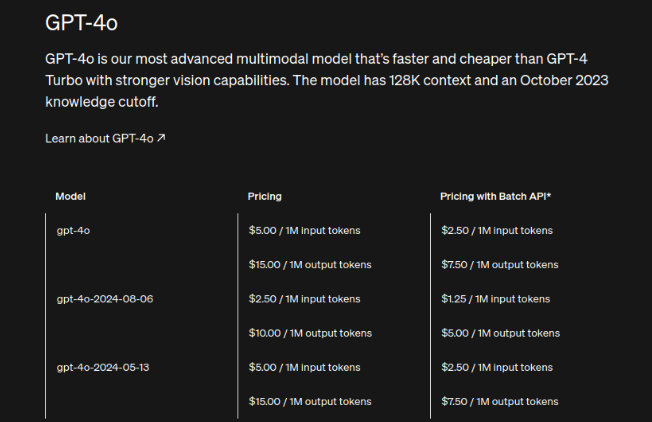 GPT-4o
GPT-4o is our most advanced multimodal model that's faster and cheaper than GPT-4
Turbo with stronger vision capabilities. The model has 128K context and an October 2023
knowledge cutoff.
Learn about GPT-4o ↗
Model Pricing Pricing with Batch API*
gpt-4o $5.00 / 1M input tokens $2.50 / 1M input tokens
$15.00 / 1M output tokens $7.50 / 1M output tokens
gpt-4o-2024-08-06 $2.50 / 1M input tokens $1.25 / 1M input tokens
$10.00 / 1M output tokens $5.00 / 1M output tokens
gpt-4o-2024-05-13 $5.00 / 1M input tokens $2.50 / 1M input tokens
$15.00 / 1M output tokens $7.50 / 1M output tokens